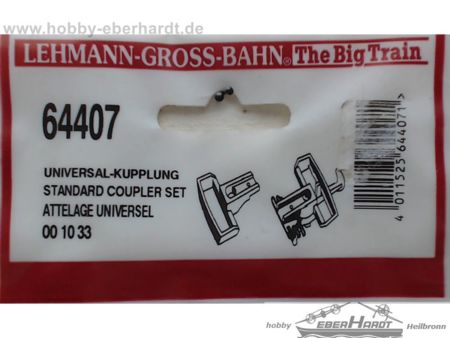 www.hobby-eberhardt.de
LEHMANN-GROSS-BAHN® The Big Train
64407
UNIVERSAL-KUPPLUNG
STANDARD COUPLER SET
ATTELAGE UNIVERSEL
00 10 33
4 011525 644071 >
hobby EBERHARDT Heilbronn